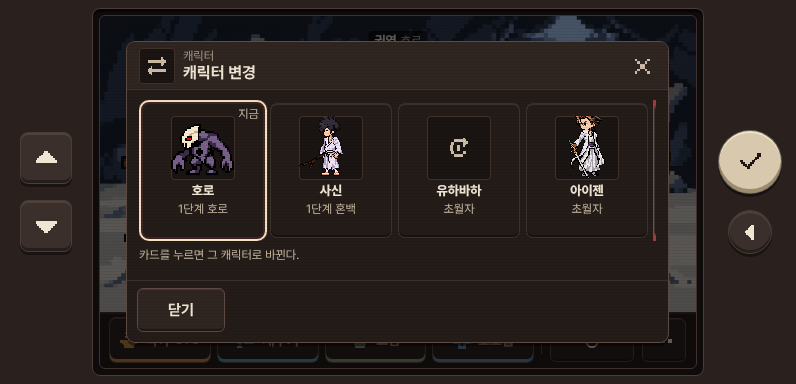 캐릭터
캐릭터 변경
지금
호로
1단계 호로
사신
1단계 혼백
유하바하
초월자
아이젠
초월자
카드를 누르면 그 캐릭터로 바뀐다.
닫기